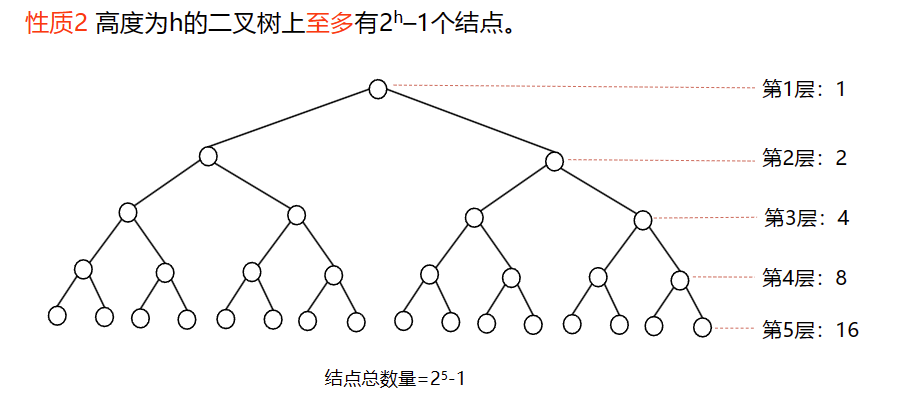 性质2 高度为h的二叉树上至多有2ʰ–1个结点。
第1层：1
第2层：2
第3层：4
第4层：8
第5层：16
结点总数量=2⁵-1